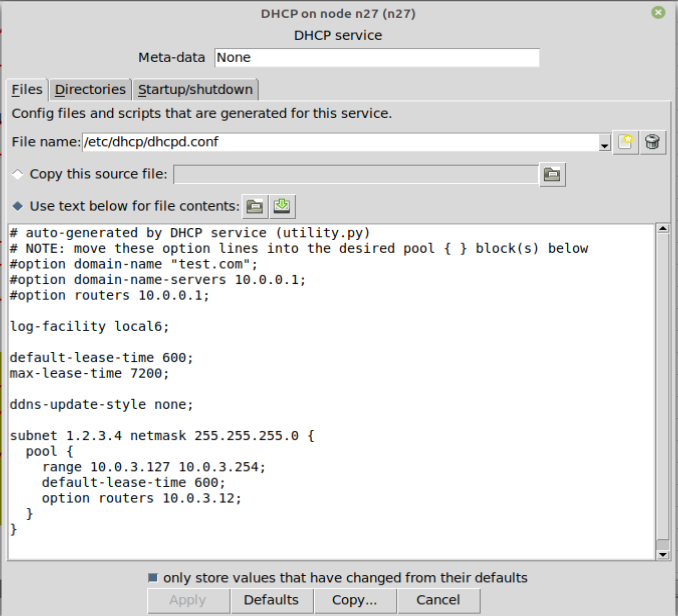 DHCP on node n27 (n27)
DHCP service
Meta-data None
Files Directories Startup/shutdown
Config files and scripts that are generated for this service.
File name: /etc/dhcp/dhcpd.conf
Copy this source file:
Use text below for file contents:
# auto-generated by DHCP service (utility.py)
# NOTE: move these option lines into the desired pool { } block(s) below
#option domain-name "test.com";
#option domain-name-servers 10.0.0.1;
#option routers 10.0.0.1;

log-facility local6;

default-lease-time 600;
max-lease-time 7200;

ddns-update-style none;

subnet 1.2.3.4 netmask 255.255.255.0 {
  pool {
    range 10.0.3.127 10.0.3.254;
    default-lease-time 600;
    option routers 10.0.3.12;
  }
}
only store values that have changed from their defaults
Apply Defaults Copy... Cancel